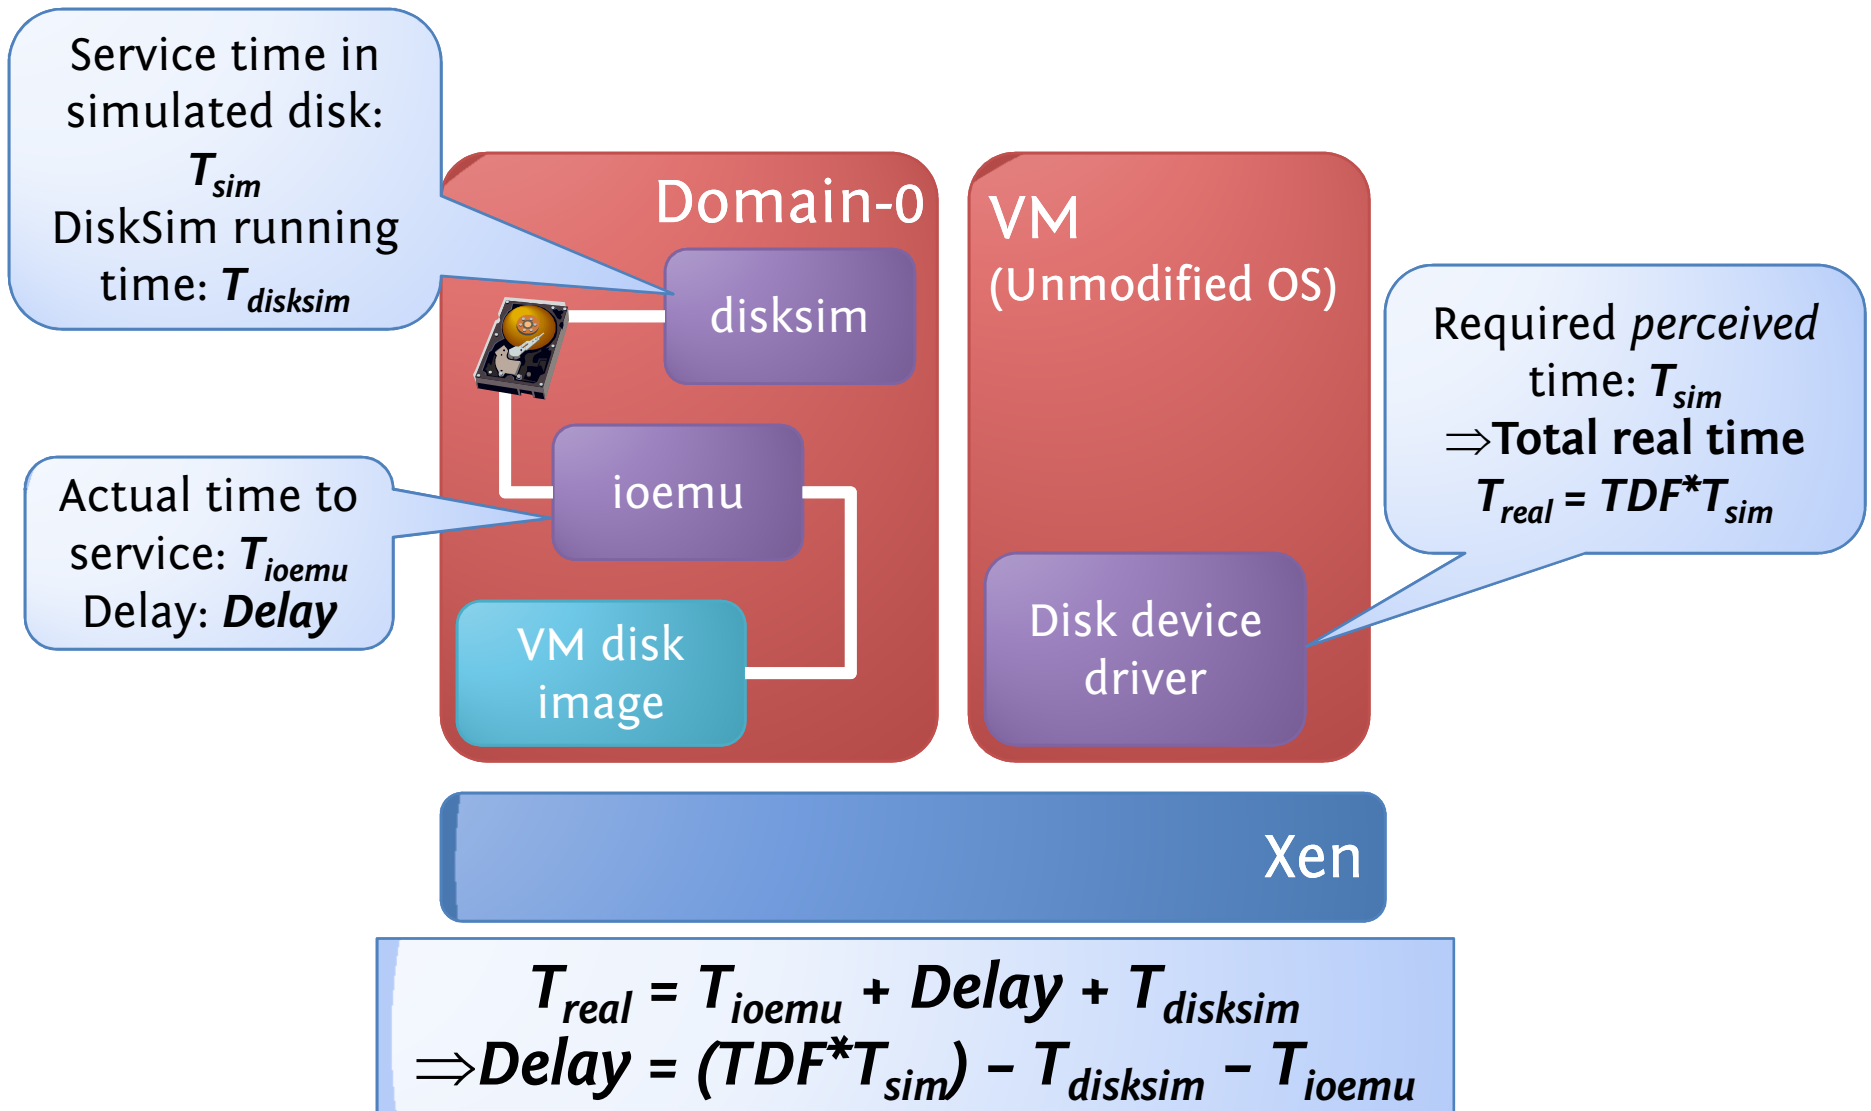 Service time in
simulated disk:
T_sim
DiskSim running
time: T_disksim
Domain-0
disksim
ioemu
VM disk
image
Actual time to
service: T_ioemu
Delay: Delay
VM
(Unmodified OS)
Disk device
driver
Required perceived
time: T_sim
⇒Total real time
T_real = TDF*T_sim
Xen
T_real = T_ioemu + Delay + T_disksim
⇒Delay = (TDF*T_sim) – T_disksim – T_ioemu